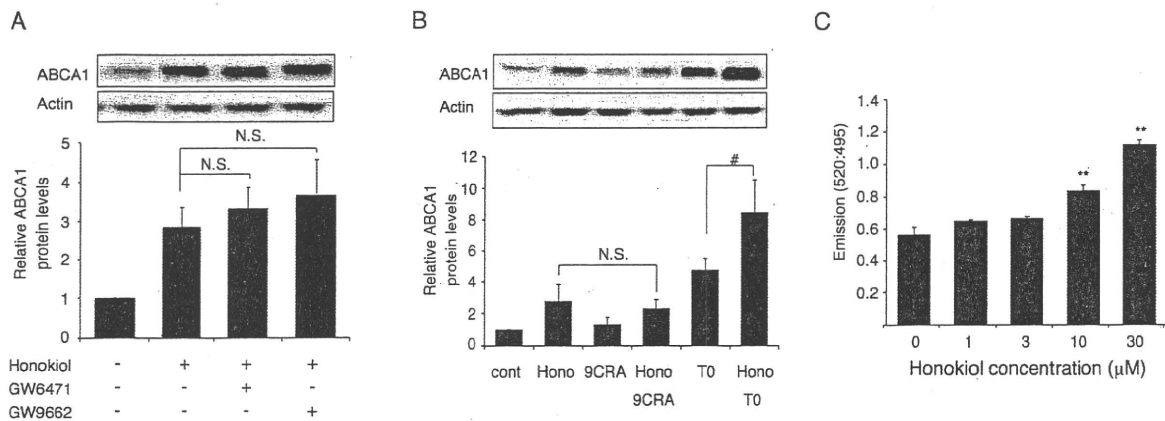 A
ABCA1
Actin
N.S.
N.S.
Relative ABCA1
protein levels
5
4
3
2
1
0
Honokiol - + + +
GW6471 - - + -
GW9662 - - - +
B
ABCA1
Actin
#
N.S.
Relative ABCA1
protein levels
12
10
8
6
4
2
0
cont Hono 9CRA Hono T0 Hono
9CRA T0
C
Emission (520:495)
1.4
1.2
1.0
0.8
0.6
0.4
0.2
**
**
0 1 3 10 30
Honokiol concentration (μM)